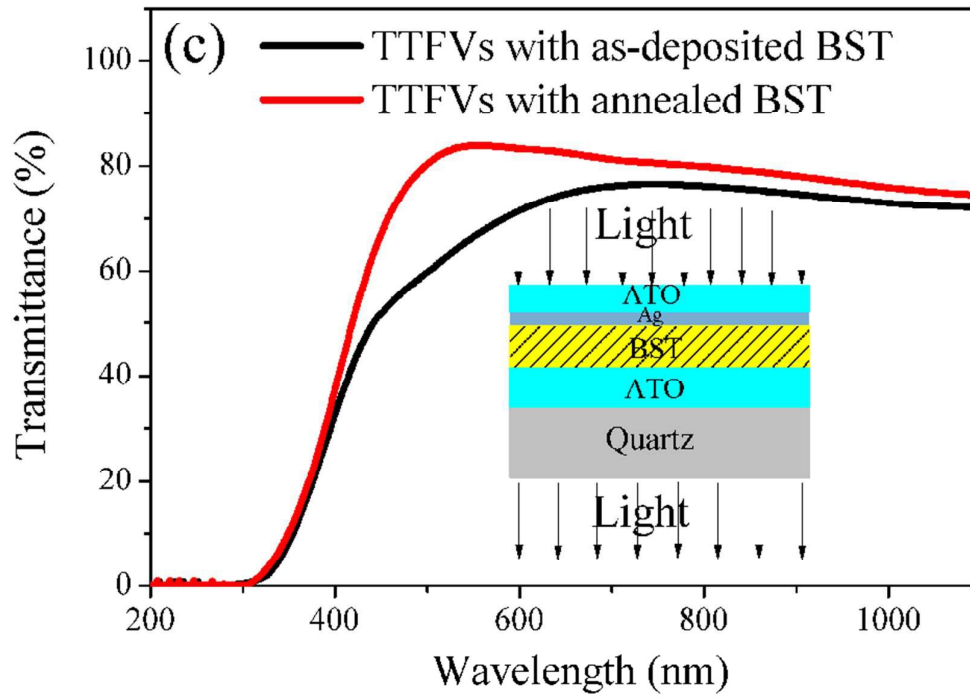 (c)
TTFVs with as-deposited BST
TTFVs with annealed BST
Transmittance (%)
100
80
60
40
20
0
Light
ATO
Ag
BST
ATO
Quartz
Light
200 400 600 800 1000
Wavelength (nm)